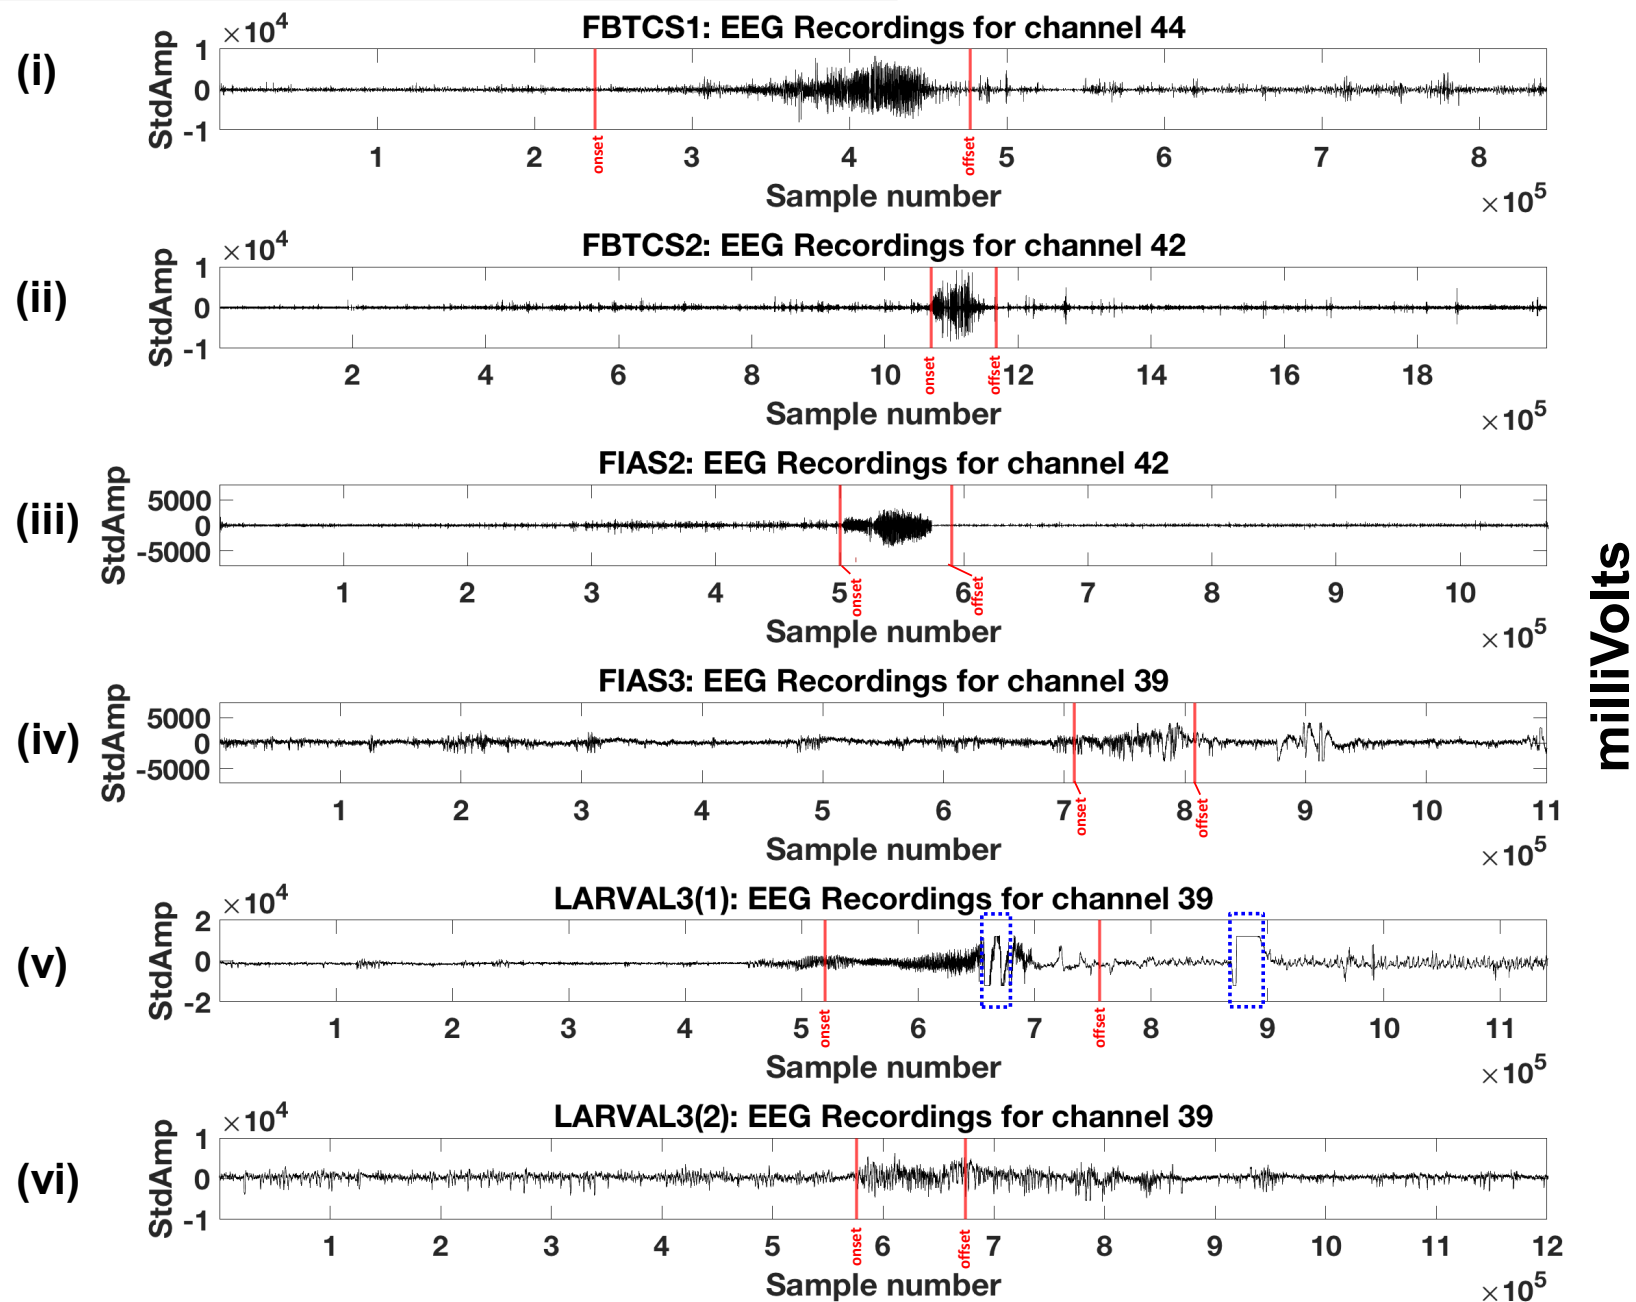 FBTCS1: EEG Recordings for channel 44
(i)
StdAmp
×10^4
1
0
-1
1 2 3 4 5 6 7 8
onset
offset
Sample number
×10^5
FBTCS2: EEG Recordings for channel 42
(ii)
StdAmp
×10^4
1
0
-1
2 4 6 8 10 12 14 16 18
onset
offset
Sample number
×10^5
FIAS2: EEG Recordings for channel 42
(iii)
StdAmp
5000
0
-5000
1 2 3 4 5 6 7 8 9 10
onset
offset
Sample number
×10^5
FIAS3: EEG Recordings for channel 39
(iv)
StdAmp
5000
0
-5000
1 2 3 4 5 6 7 8 9 10 11
onset
offset
Sample number
×10^5
LARVAL3(1): EEG Recordings for channel 39
(v)
StdAmp
×10^4
2
0
-2
1 2 3 4 5 6 7 8 9 10 11
onset
offset
Sample number
×10^5
LARVAL3(2): EEG Recordings for channel 39
(vi)
StdAmp
×10^4
1
0
-1
1 2 3 4 5 6 7 8 9 10 11 12
onset
offset
Sample number
×10^5
milliVolts